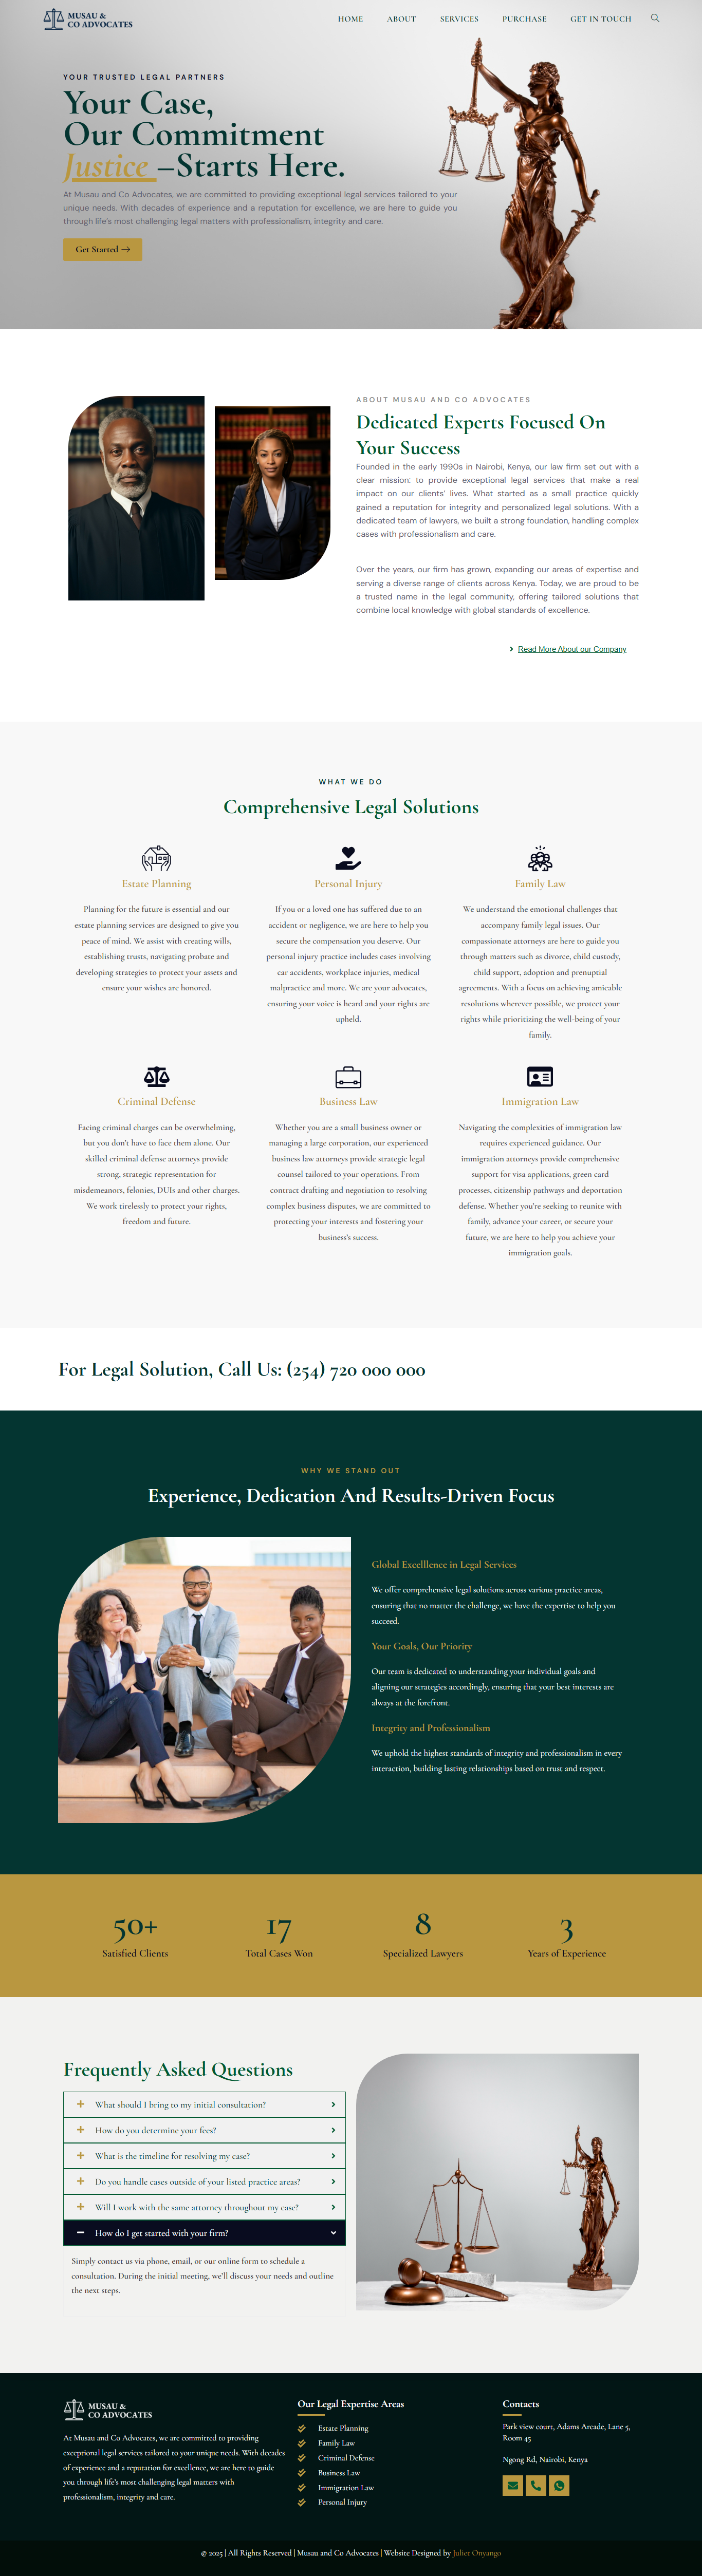 MUSAU &
CO ADVOCATES
HOME ABOUT SERVICES PURCHASE GET IN TOUCH
YOUR TRUSTED LEGAL PARTNERS
Your Case,
Our Commitment
Justice –Starts Here.
At Musau and Co Advocates, we are committed to providing exceptional legal services tailored to your
unique needs. With decades of experience and a reputation for excellence, we are here to guide you
through life's most challenging legal matters with professionalism, integrity and care.
Get Started
ABOUT MUSAU AND CO ADVOCATES
Dedicated Experts Focused On
Your Success
Founded in the early 1990s in Nairobi, Kenya, our law firm set out with a
clear mission: to provide exceptional legal services that make a real
impact on our clients' lives. What started as a small practice quickly
gained a reputation for integrity and personalized legal solutions. With a
dedicated team of lawyers, we built a strong foundation, handling complex
cases with professionalism and care.
Over the years, our firm has grown, expanding our areas of expertise and
serving a diverse range of clients across Kenya. Today, we are proud to be
a trusted name in the legal community, offering tailored solutions that
combine local knowledge with global standards of excellence.
Read More About our Company
WHAT WE DO
Comprehensive Legal Solutions
Estate Planning
Planning for the future is essential and our
estate planning services are designed to give you
peace of mind. We assist with creating wills,
establishing trusts, navigating probate and
developing strategies to protect your assets and
ensure your wishes are honored.
Personal Injury
If you or a loved one has suffered due to an
accident or negligence, we are here to help you
secure the compensation you deserve. Our
personal injury practice includes cases involving
car accidents, workplace injuries, medical
malpractice and more. We are your advocates,
ensuring your voice is heard and your rights are
upheld.
Family Law
We understand the emotional challenges that
accompany family legal issues. Our
compassionate attorneys are here to guide you
through matters such as divorce, child custody,
child support, adoption and prenuptial
agreements. With a focus on achieving amicable
resolutions wherever possible, we protect your
rights while prioritizing the well-being of your
family.
Criminal Defense
Facing criminal charges can be overwhelming,
but you don't have to face them alone. Our
skilled criminal defense attorneys provide
strong, strategic representation for
misdemeanors, felonies, DUIs and other charges.
We work tirelessly to protect your rights,
freedom and future.
Business Law
Whether you are a small business owner or
managing a large corporation, our experienced
business law attorneys provide strategic legal
counsel tailored to your operations. From
contract drafting and negotiation to resolving
complex business disputes, we are committed to
protecting your interests and fostering your
business's success.
Immigration Law
Navigating the complexities of immigration law
requires experienced guidance. Our
immigration attorneys provide comprehensive
support for visa applications, green card
processes, citizenship pathways and deportation
defense. Whether you're seeking to reunite with
family, advance your career, or secure your
future, we are here to help you achieve your
immigration goals.
For Legal Solution, Call Us: (254) 720 000 000
WHY WE STAND OUT
Experience, Dedication And Results-Driven Focus
Global Excelllence in Legal Services
We offer comprehensive legal solutions across various practice areas,
ensuring that no matter the challenge, we have the expertise to help you
succeed.
Your Goals, Our Priority
Our team is dedicated to understanding your individual goals and
aligning our strategies accordingly, ensuring that your best interests are
always at the forefront.
Integrity and Professionalism
We uphold the highest standards of integrity and professionalism in every
interaction, building lasting relationships based on trust and respect.
50+
Satisfied Clients
17
Total Cases Won
8
Specialized Lawyers
3
Years of Experience
Frequently Asked Questions
What should I bring to my initial consultation?
How do you determine your fees?
What is the timeline for resolving my case?
Do you handle cases outside of your listed practice areas?
Will I work with the same attorney throughout my case?
How do I get started with your firm?
Simply contact us via phone, email, or our online form to schedule a
consultation. During the initial meeting, we'll discuss your needs and outline
the next steps.
MUSAU &
CO ADVOCATES
At Musau and Co Advocates, we are committed to providing
exceptional legal services tailored to your unique needs. With decades
of experience and a reputation for excellence, we are here to guide
you through life's most challenging legal matters with
professionalism, integrity and care.
Our Legal Expertise Areas
Estate Planning
Family Law
Criminal Defense
Business Law
Immigration Law
Personal Injury
Contacts
Park view court, Adams Arcade, Lane 5,
Room 45
Ngong Rd, Nairobi, Kenya
© 2025 | All Rights Reserved | Musau and Co Advocates | Website Designed by Juliet Onyango